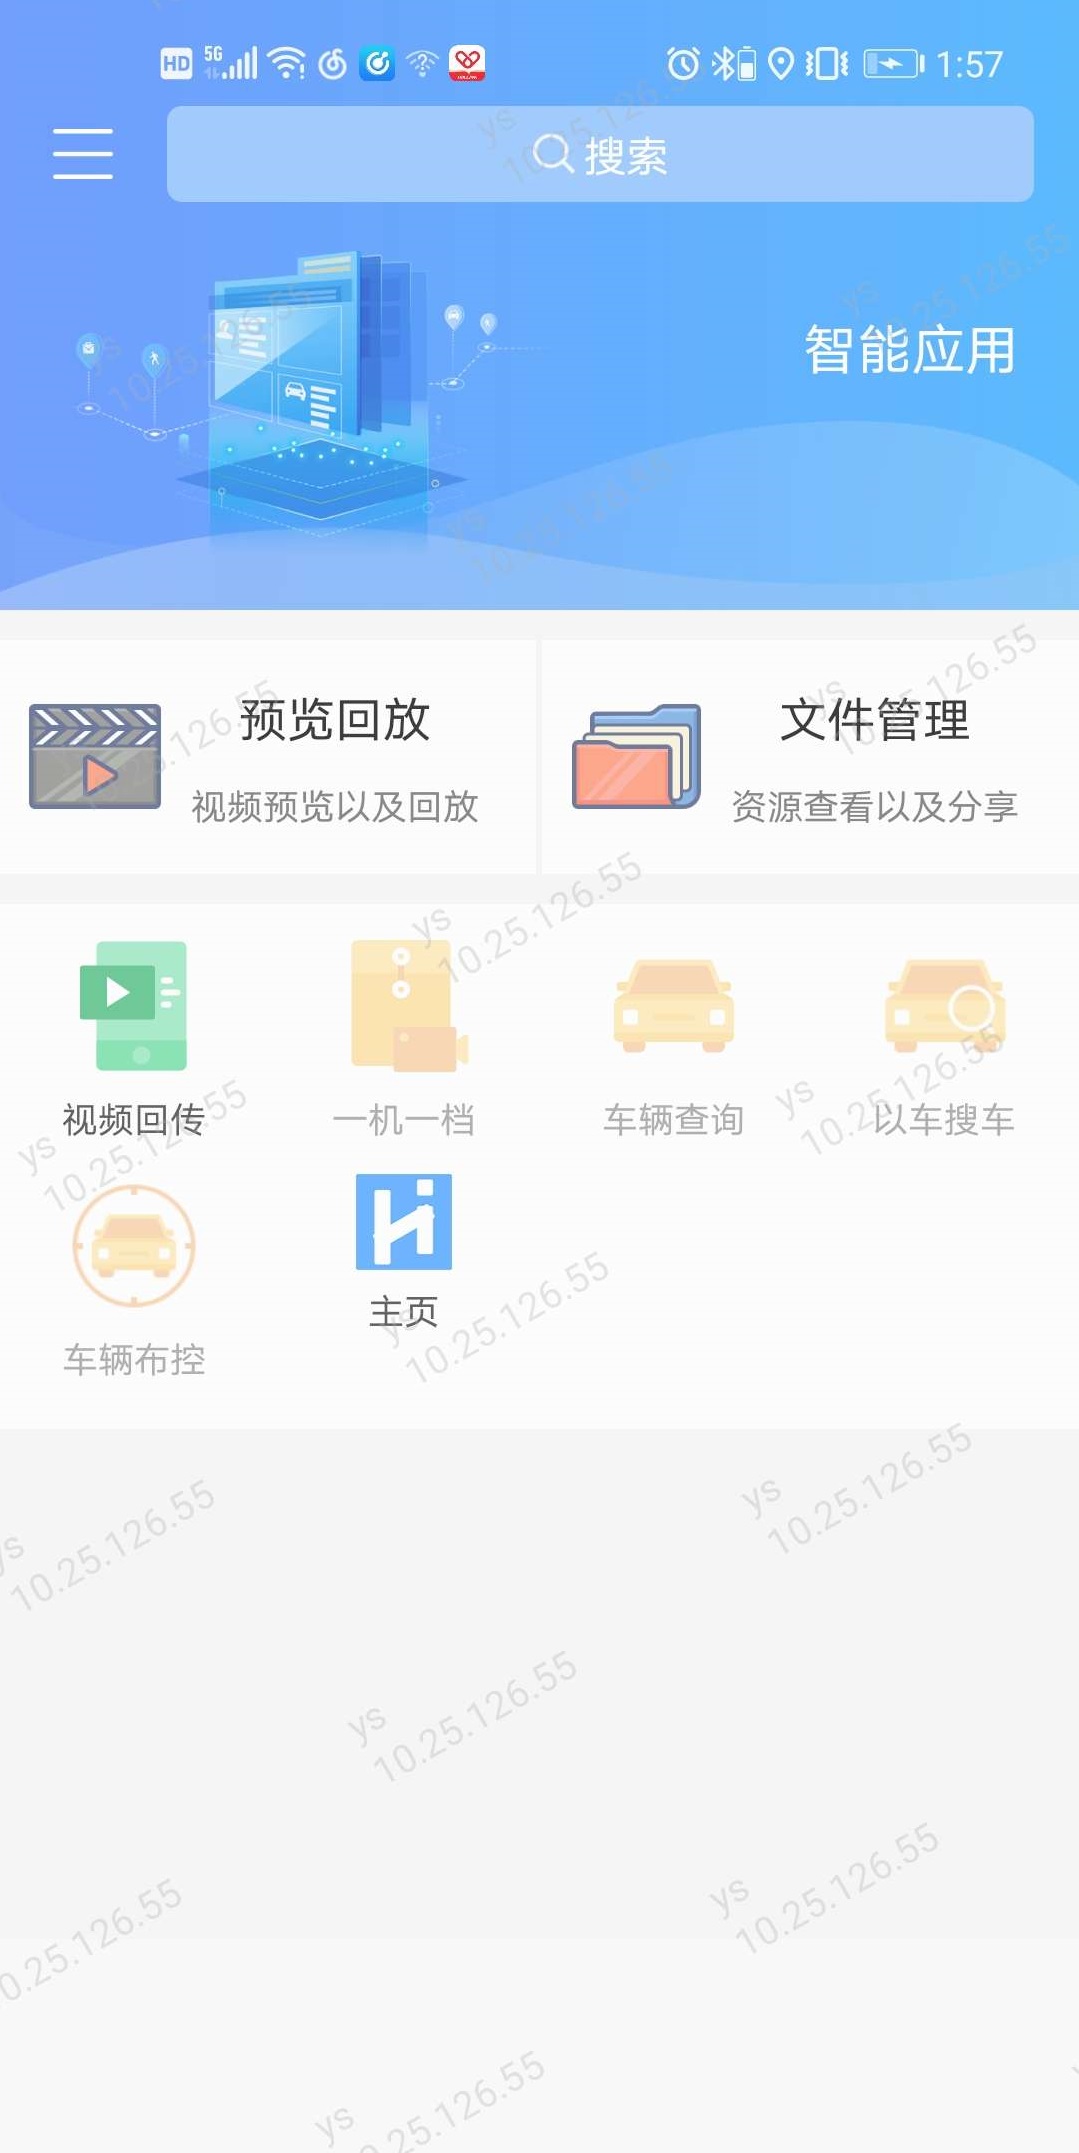 HD 5G 1:57
搜索
智能应用
预览回放
视频预览以及回放
文件管理
资源查看以及分享
视频回传
一机一档
车辆查询
以车搜车
车辆布控
主页
ys
10.25.126.55